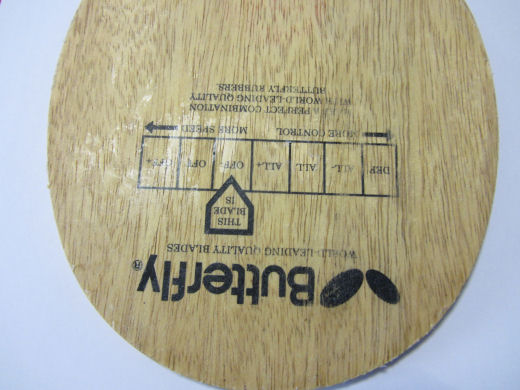 Butterfly®
WORLD-LEADING QUALITY BLADES
THIS
BLADE
IS
DEF ALL- ALL ALL+ OFF- OFF OFF+
MORE CONTROL MORE SPEED
A PERFECT COMBINATION
WITH WORLD-LEADING QUALITY
BUTTERFLY RUBBERS.